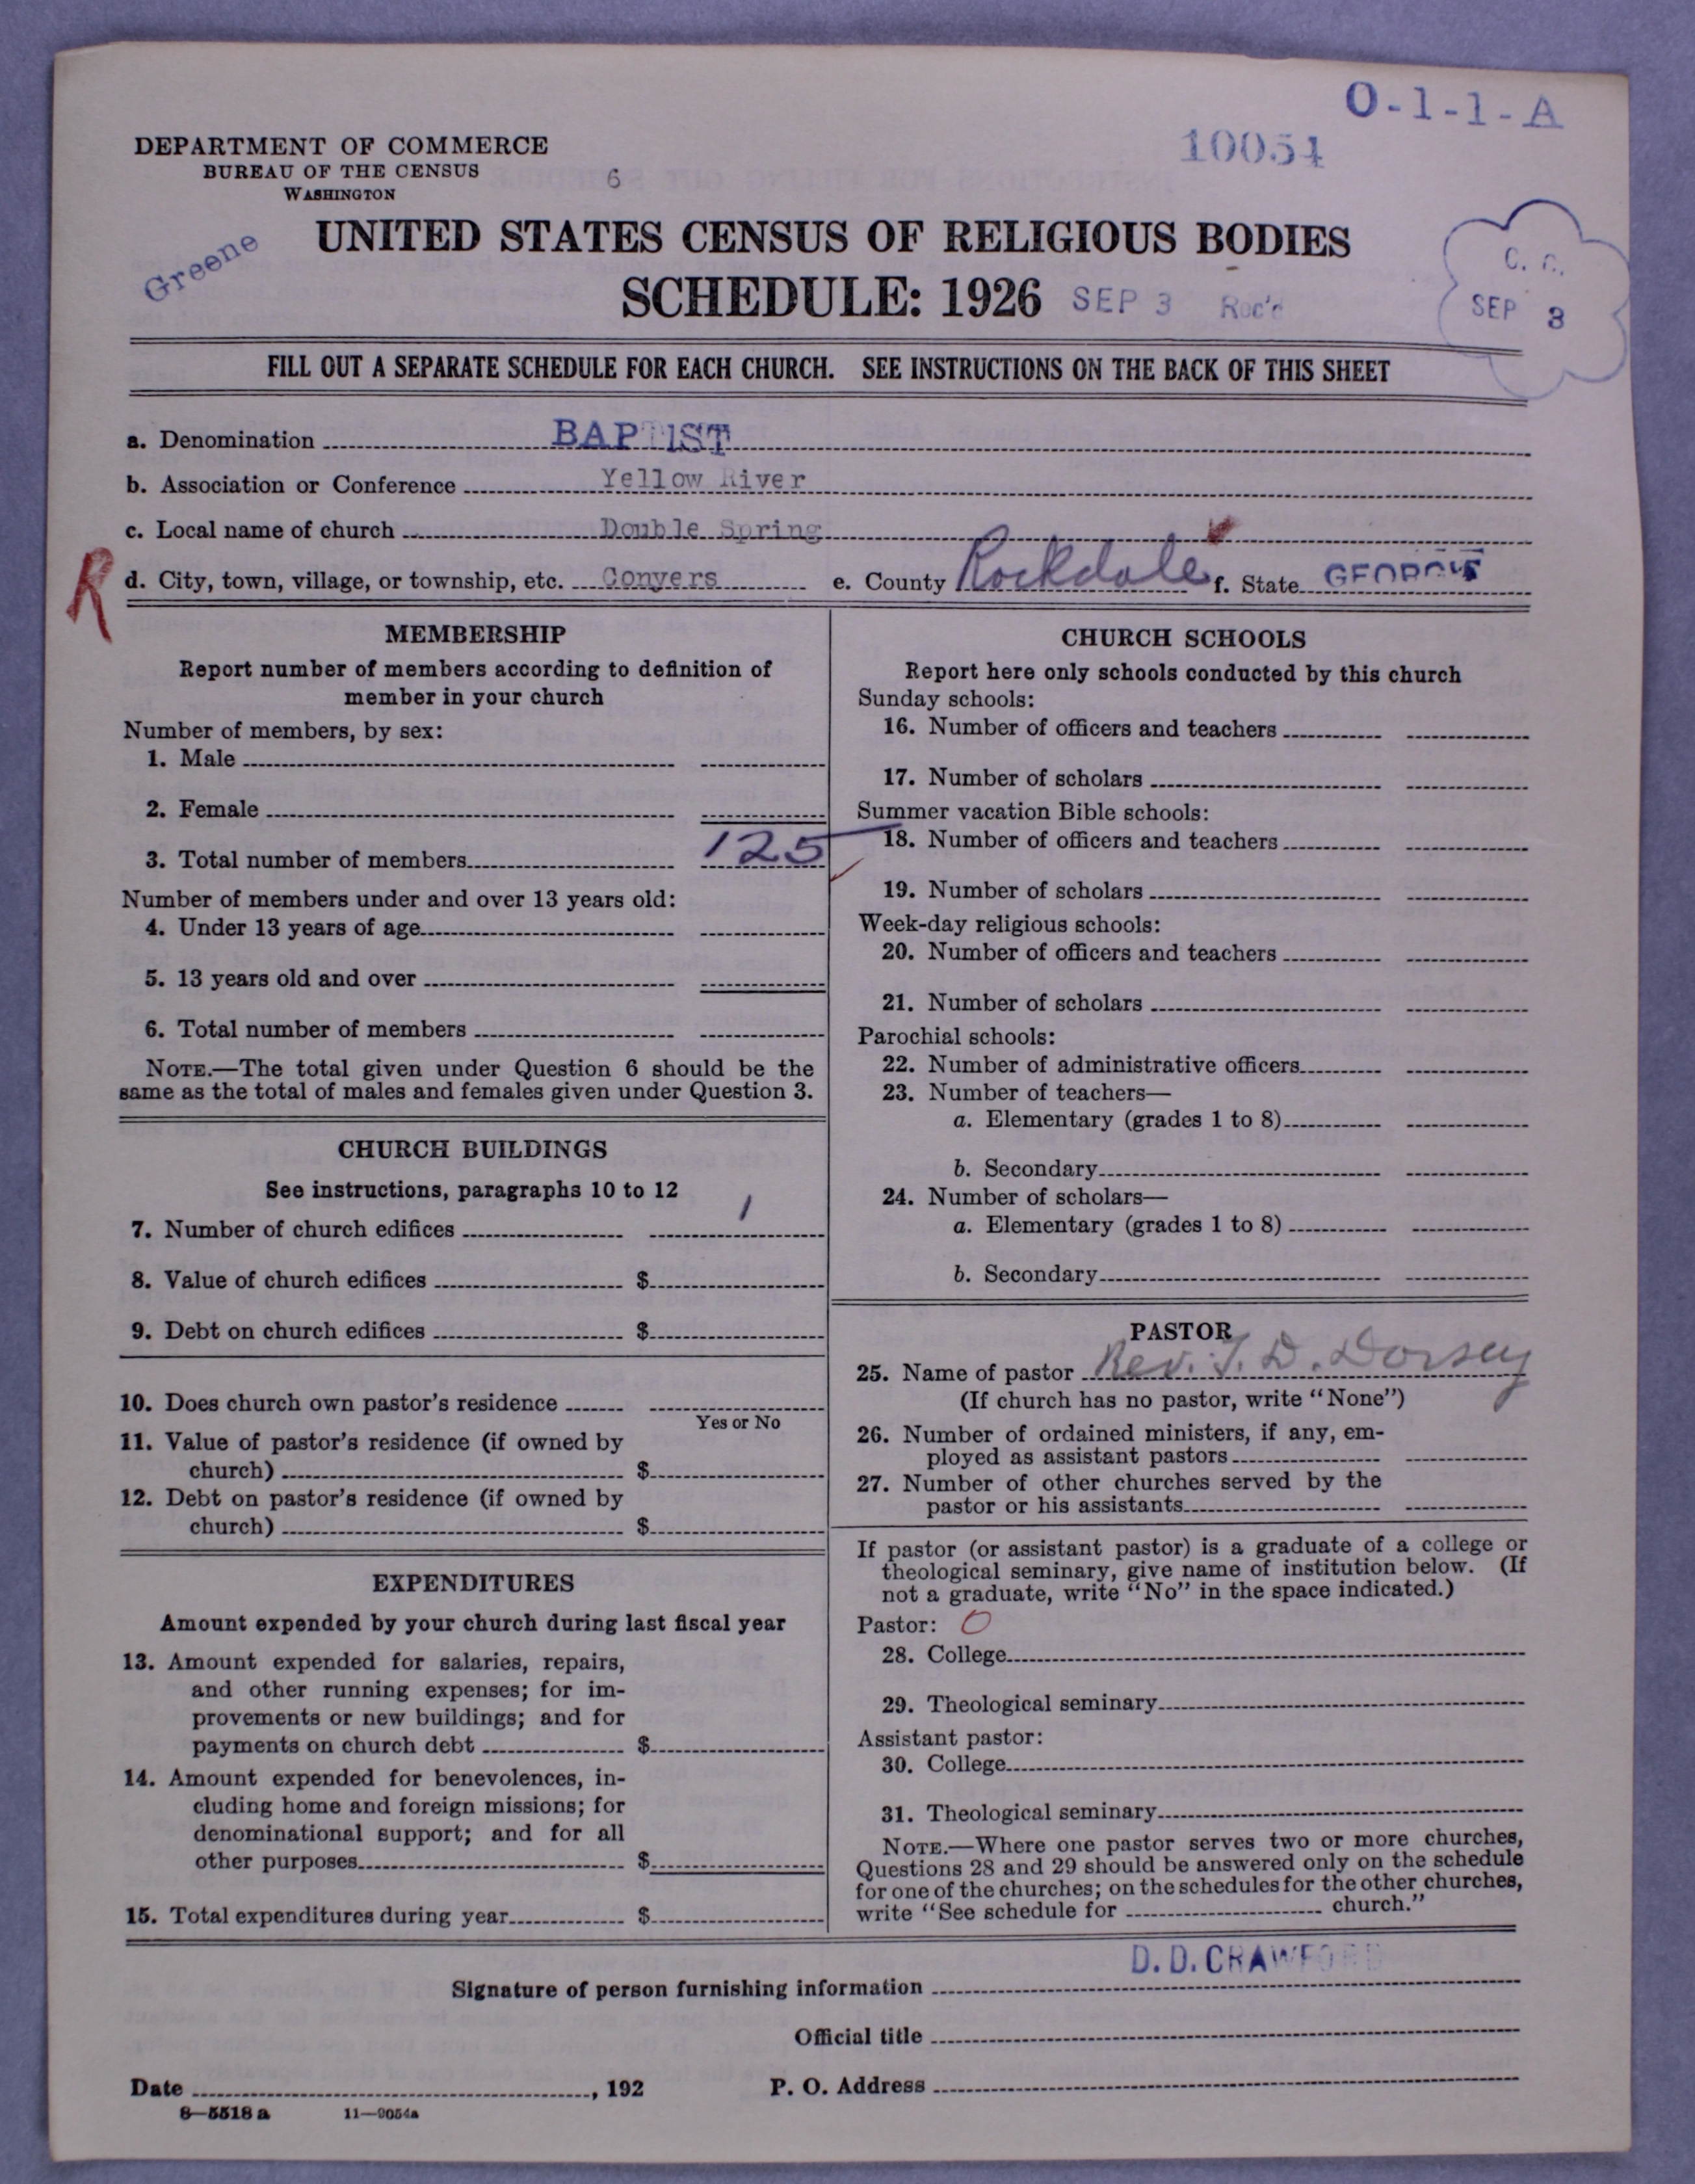 O-1-1-A
10054
DEPARTMENT OF COMMERCE
BUREAU OF THE CENSUS
WASHINGTON
6
Greene
UNITED STATES CENSUS OF RELIGIOUS BODIES
SCHEDULE: 1926 SEP 3 Rec'd
C. C.
SEP 3
FILL OUT A SEPARATE SCHEDULE FOR EACH CHURCH. SEE INSTRUCTIONS ON THE BACK OF THIS SHEET
a. Denomination BAPTIST
b. Association or Conference Yellow River
c. Local name of church Double Spring
R
d. City, town, village, or township, etc. Conyers e. County Rockdale f. State GEORGIA
MEMBERSHIP
Report number of members according to definition of
member in your church
Number of members, by sex:
1. Male
2. Female
3. Total number of members 125
Number of members under and over 13 years old:
4. Under 13 years of age
5. 13 years old and over
6. Total number of members
NOTE.—The total given under Question 6 should be the
same as the total of males and females given under Question 3.
CHURCH BUILDINGS
See instructions, paragraphs 10 to 12
7. Number of church edifices 1
8. Value of church edifices $
9. Debt on church edifices $
10. Does church own pastor's residence
Yes or No
11. Value of pastor's residence (if owned by
church) $
12. Debt on pastor's residence (if owned by
church) $
EXPENDITURES
Amount expended by your church during last fiscal year
13. Amount expended for salaries, repairs,
and other running expenses; for im-
provements or new buildings; and for
payments on church debt $
14. Amount expended for benevolences, in-
cluding home and foreign missions; for
denominational support; and for all
other purposes $
15. Total expenditures during year $
CHURCH SCHOOLS
Report here only schools conducted by this church
Sunday schools:
16. Number of officers and teachers
17. Number of scholars
Summer vacation Bible schools:
18. Number of officers and teachers
19. Number of scholars
Week-day religious schools:
20. Number of officers and teachers
21. Number of scholars
Parochial schools:
22. Number of administrative officers
23. Number of teachers—
a. Elementary (grades 1 to 8)
b. Secondary
24. Number of scholars—
a. Elementary (grades 1 to 8)
b. Secondary
PASTOR
25. Name of pastor Rev. T. D. Dorsey
(If church has no pastor, write "None")
26. Number of ordained ministers, if any, em-
ployed as assistant pastors
27. Number of other churches served by the
pastor or his assistants
If pastor (or assistant pastor) is a graduate of a college or
theological seminary, give name of institution below. (If
not a graduate, write "No" in the space indicated.)
Pastor: O
28. College
29. Theological seminary
Assistant pastor:
30. College
31. Theological seminary
NOTE.—Where one pastor serves two or more churches,
Questions 28 and 29 should be answered only on the schedule
for one of the churches; on the schedules for the other churches,
write "See schedule for church."
D. D. CRAWFORD
Signature of person furnishing information
Official title
Date , 192 P. O. Address
8—5518 a 11—9054a